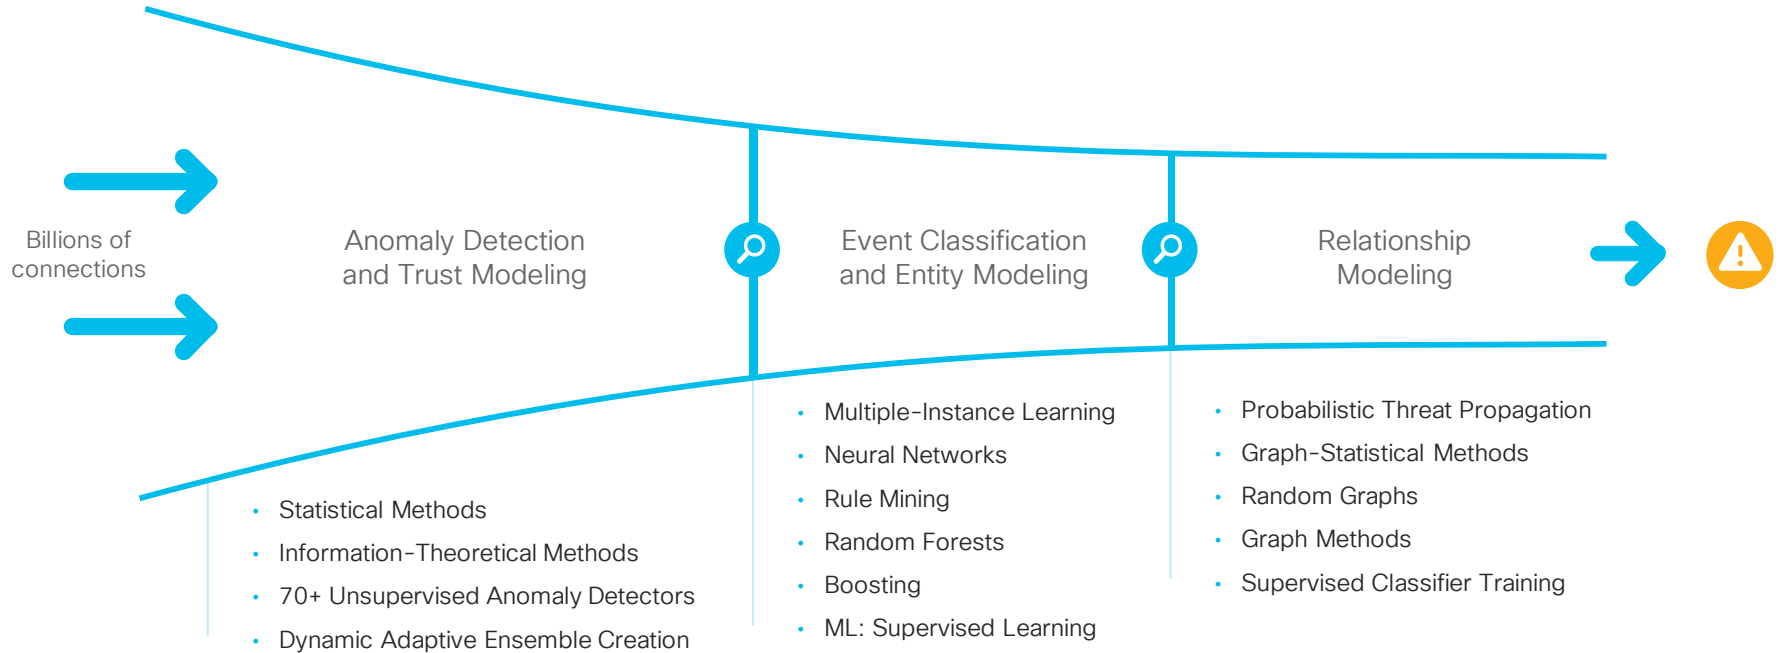 Billions of
connections
Anomaly Detection
and Trust Modeling
Event Classification
and Entity Modeling
Relationship
Modeling
• Statistical Methods
• Information-Theoretical Methods
• 70+ Unsupervised Anomaly Detectors
• Dynamic Adaptive Ensemble Creation
• Multiple-Instance Learning
• Neural Networks
• Rule Mining
• Random Forests
• Boosting
• ML: Supervised Learning
• Probabilistic Threat Propagation
• Graph-Statistical Methods
• Random Graphs
• Graph Methods
• Supervised Classifier Training